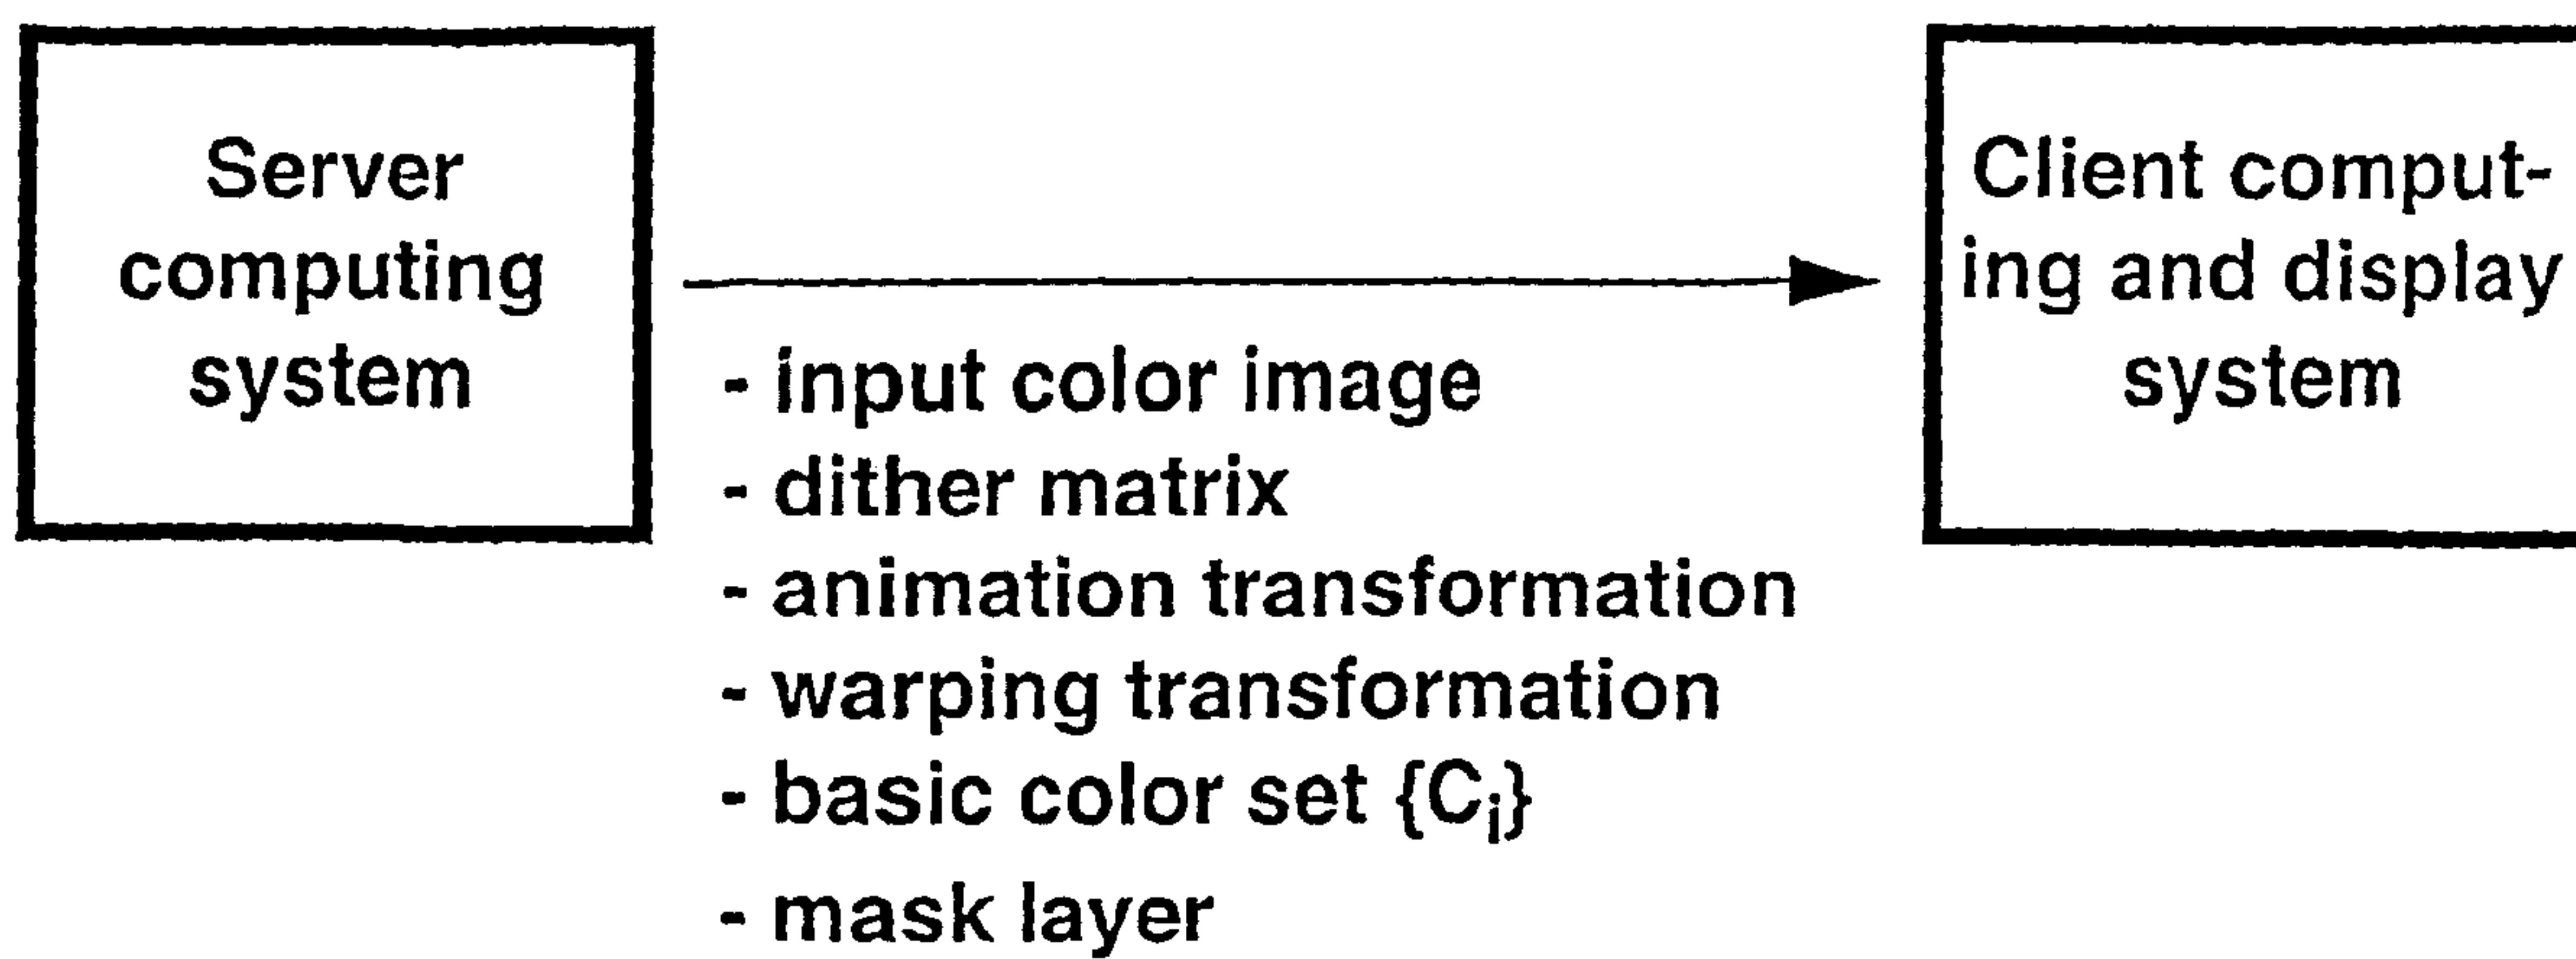 Server
computing
system
- input color image
- dither matrix
- animation transformation
- warping transformation
- basic color set {Ci}
- mask layer
Client comput-
ing and display
system